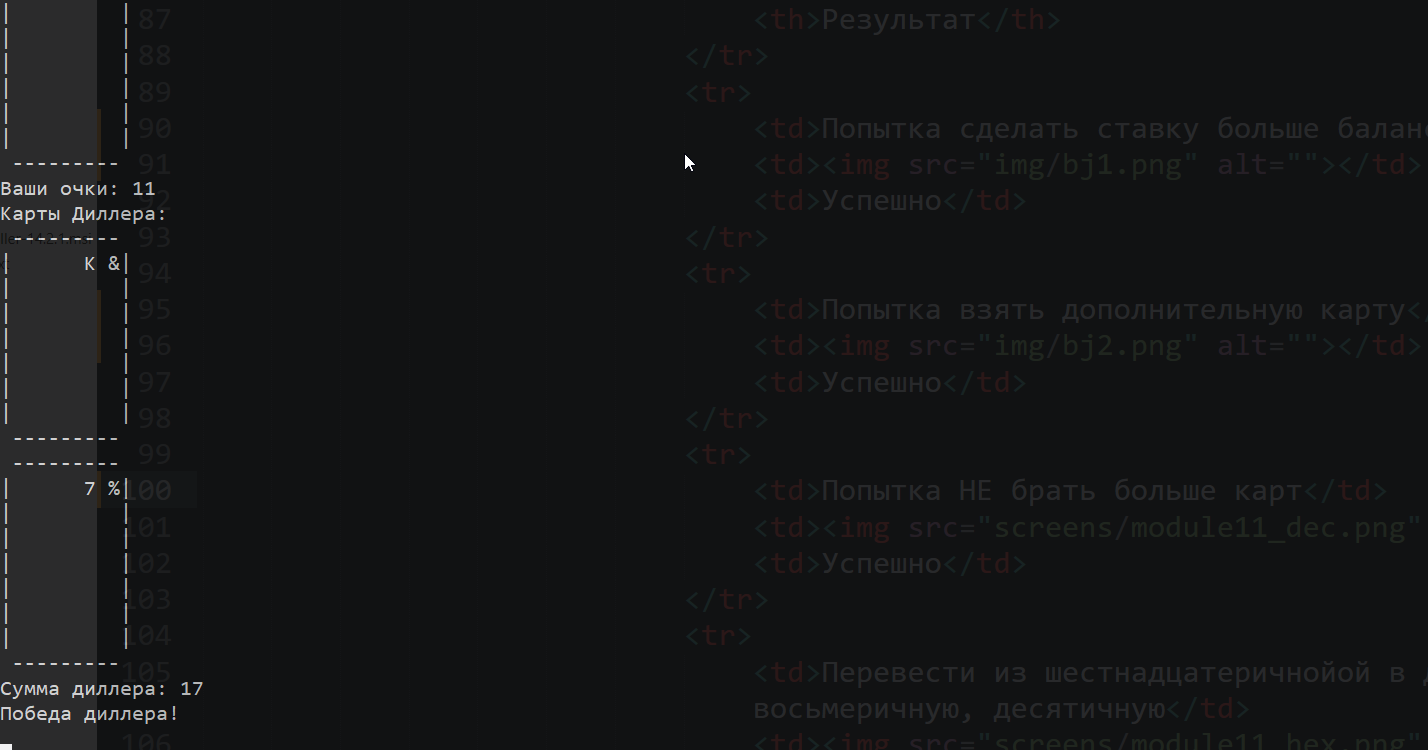 Ваши очки: 11
Карты Диллера:
K &
7 %
Сумма диллера: 17
Победа диллера!
87 <th>Результат</th>
88 </tr>
89 <tr>
90 <td>Попытка сделать ставку больше
91 <td><img src="img/bj1.png" alt=""></td>
92 <td>Успешно</td>
93 </tr>
94 <tr>
95 <td>Попытка взять дополнительную карту<
96 <td><img src="img/bj2.png" alt=""></td>
97 <td>Успешно</td>
98 </tr>
99 <tr>
100 <td>Попытка НЕ брать больше карт</td>
101 <td><img src="screens/module11_dec.png"
102 <td>Успешно</td>
103 </tr>
104 <tr>
105 <td>Перевести из шестнадцатеричнойой в
восьмеричную, десятичную</td>
106 <td><img src="screens/module11_hex.png"